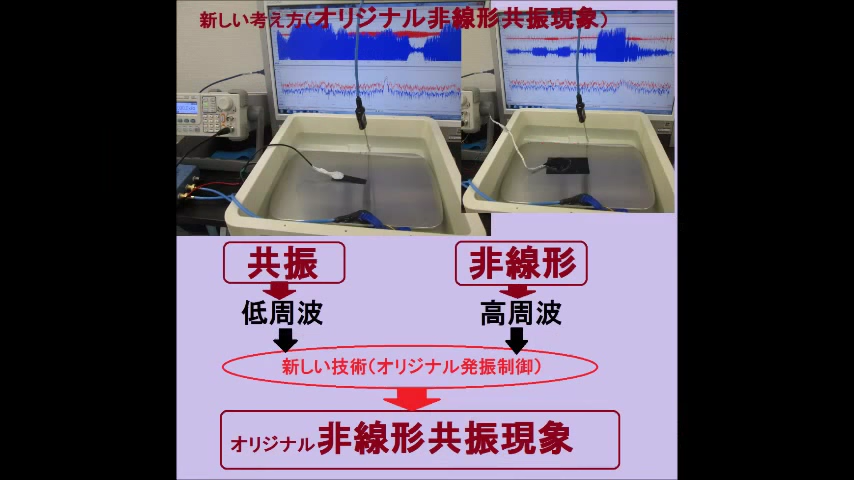 新しい考え方(オリジナル非線形共振現象)
共振
非線形
低周波
高周波
新しい技術(オリジナル発振制御)
オリジナル非線形共振現象